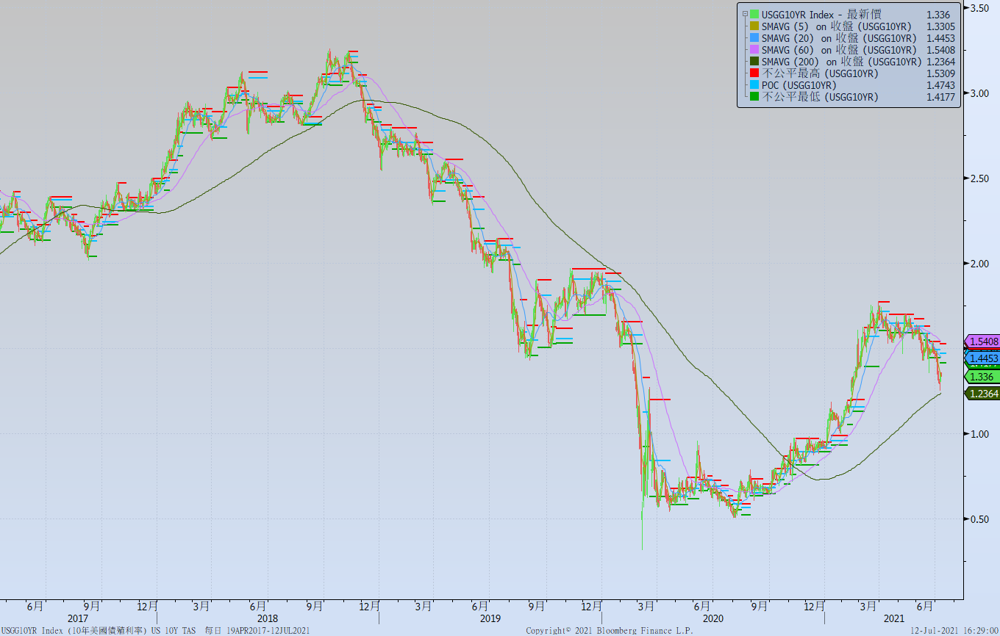 USGG10YR Index - 最新價 1.336
SMAVG (5) on 收盤 (USGG10YR) 1.3305
SMAVG (20) on 收盤 (USGG10YR) 1.4453
SMAVG (60) on 收盤 (USGG10YR) 1.5408
SMAVG (200) on 收盤 (USGG10YR) 1.2364
不公平最高 (USGG10YR) 1.5309
POC (USGG10YR) 1.4743
不公平最低 (USGG10YR) 1.4177
3.50
3.00
2.50
2.00
1.5408
1.4453
1.336
1.2364
1.00
0.50
6月 9月 12月 3月 6月 9月 12月 3月 6月 9月 12月 3月 6月 9月 12月 3月 6月
2017 2018 2019 2020 2021
USGG10YR Index (10年美國債殖利率) US 10Y TAS 每日 19APR2017-12JUL2021 Copyright© 2021 Bloomberg Finance L.P. 12-Jul-2021 16:29:00